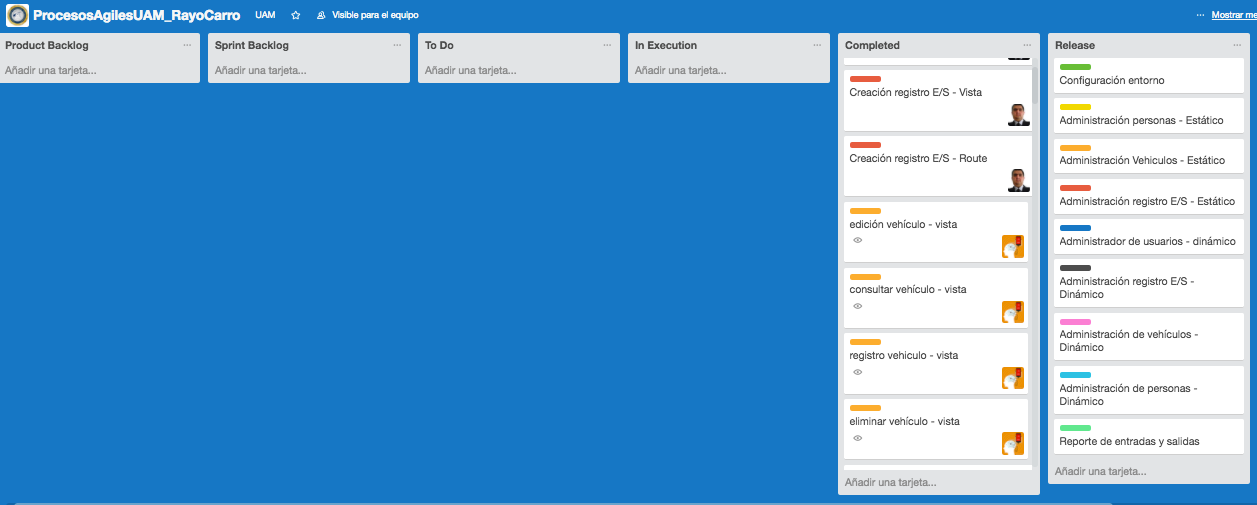 ProcesosAgilesUAM_RayoCarro UAM Visible para el equipo ... Mostrar me
Product Backlog ...
Añadir una tarjeta...
Sprint Backlog ...
Añadir una tarjeta...
To Do ...
Añadir una tarjeta...
In Execution ...
Añadir una tarjeta...
Completed ...
Creación registro E/S - Vista
Creación registro E/S - Route
edición vehículo - vista
consultar vehículo - vista
registro vehiculo - vista
eliminar vehículo - vista
Añadir una tarjeta...
Release ...
Configuración entorno
Administración personas - Estático
Administración Vehiculos - Estático
Administración registro E/S - Estático
Administrador de usuarios - dinámico
Administración registro E/S -
Dinámico
Administración de vehículos -
Dinámico
Administración de personas -
Dinámico
Reporte de entradas y salidas
Añadir una tarjeta...